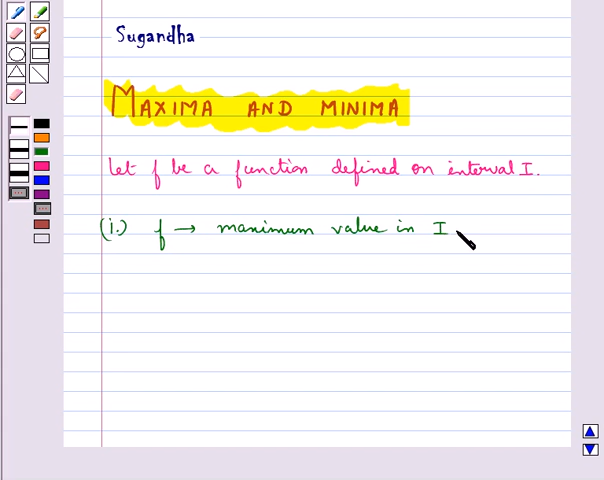 Sugandha
MAXIMA AND MINIMA
let f be a function defined on interval I.
(i.) f → maximum value in I